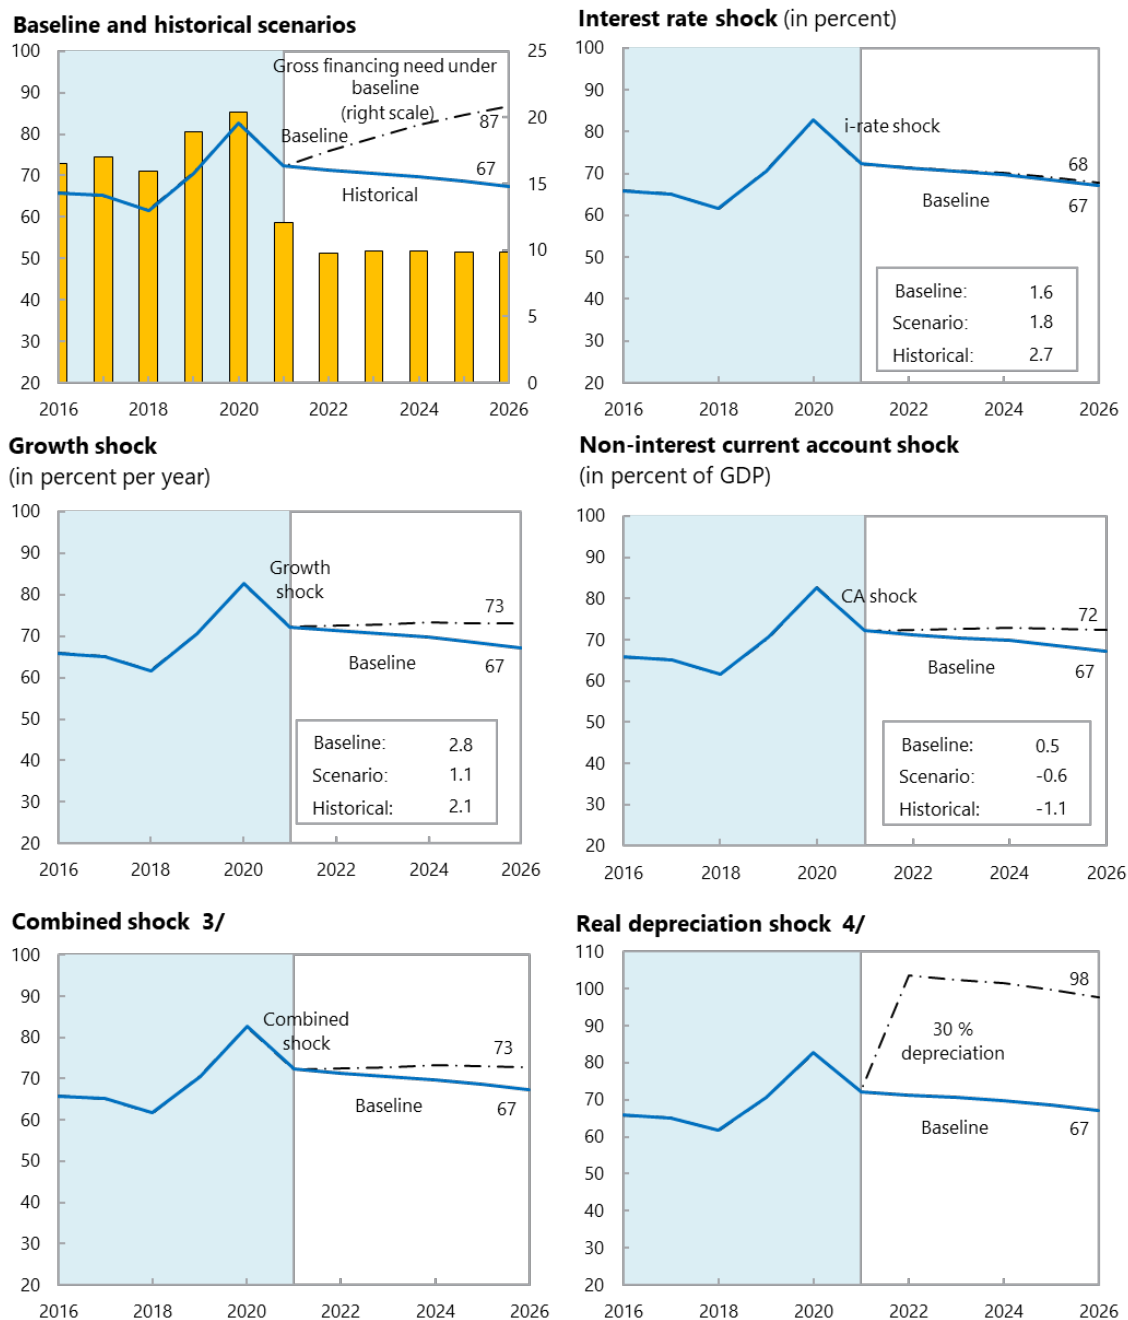 Baseline and historical scenarios
100
90
80
70
60
50
40
30
20
25
20
15
10
5
0
Gross financing need under
baseline
(right scale)
Baseline
87
67
Historical
2016 2018 2020 2022 2024 2026
Interest rate shock (in percent)
100
90
80
70
60
50
40
30
20
i-rate shock
68
Baseline
67
Baseline: 1.6
Scenario: 1.8
Historical: 2.7
2016 2018 2020 2022 2024 2026
Growth shock
(in percent per year)
100
90
80
70
60
50
40
30
20
Growth
shock
73
Baseline
67
Baseline: 2.8
Scenario: 1.1
Historical: 2.1
2016 2018 2020 2022 2024 2026
Non-interest current account shock
(in percent of GDP)
100
90
80
70
60
50
40
30
20
CA shock
72
Baseline
67
Baseline: 0.5
Scenario: -0.6
Historical: -1.1
2016 2018 2020 2022 2024 2026
Combined shock 3/
100
90
80
70
60
50
40
30
20
Combined
shock
73
Baseline
67
2016 2018 2020 2022 2024 2026
Real depreciation shock 4/
110
100
90
80
70
60
50
40
30
20
98
30 %
depreciation
Baseline
67
2016 2018 2020 2022 2024 2026